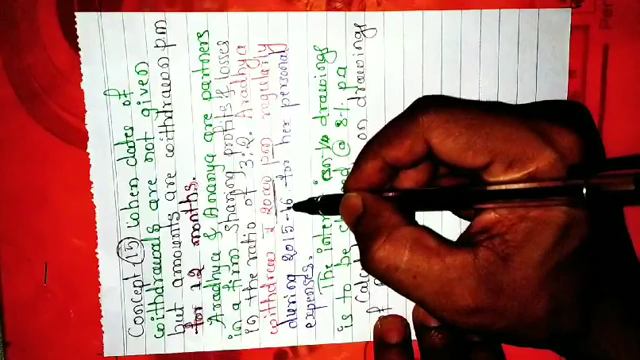 Concept (15) when dates of
withdrawals are not given
but amounts are withdrawn pm
for 12 months.
Aradhya & Ananya are partners
in a firm sharing profits & losses
in the ratio of 3:2. Aradhya
withdrew ₹ 2000 pm regularly
during 2015-16 for her personal
expenses.
The inter on drawings
is to be @ 8% pa
Calc on drawings